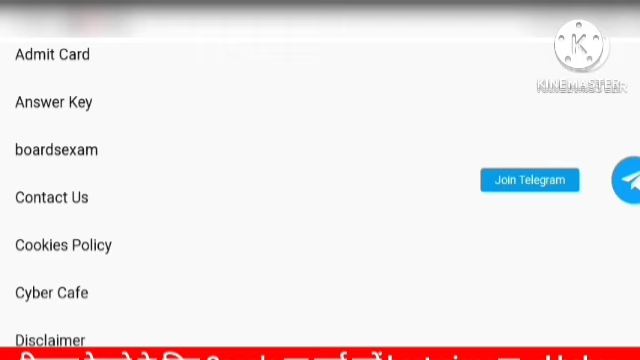 Admit Card
K
KINEMASTER
Answer Key
boardsexam
Join Telegram
Contact Us
Cookies Policy
Cyber Cafe
Disclaimer